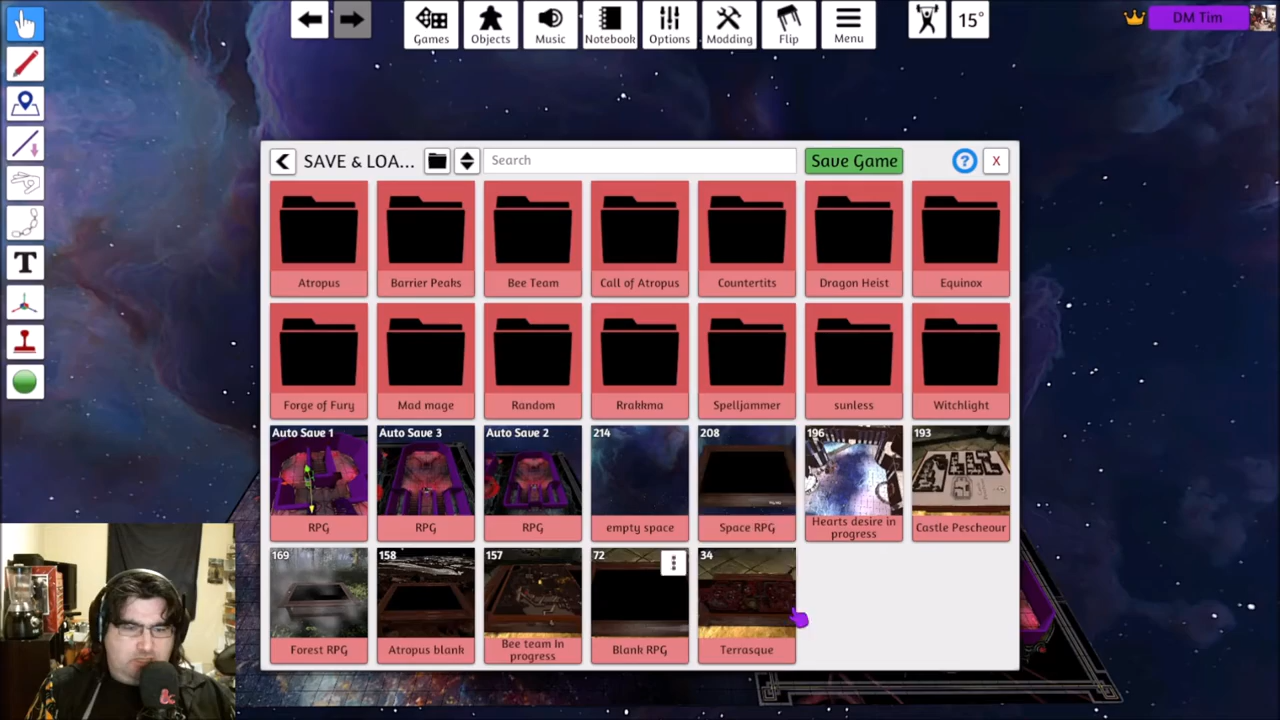 Games
Objects
Music
Notebook
Options
Modding
Flip
Menu
15°
DM Tim
SAVE & LOA...
Search
Save Game
?
X
T
Atropus
Barrier Peaks
Bee Team
Call of Atropus
Countertits
Dragon Heist
Equinox
Forge of Fury
Mad mage
Random
Rrakkma
Spelljammer
sunless
Witchlight
Auto Save 1
RPG
Auto Save 3
RPG
Auto Save 2
RPG
214
empty space
208
Space RPG
196
Hearts desire in
progress
193
Castle Pescheour
169
Forest RPG
158
Atropus blank
157
Bee team In
progress
72
Blank RPG
34
Terrasque